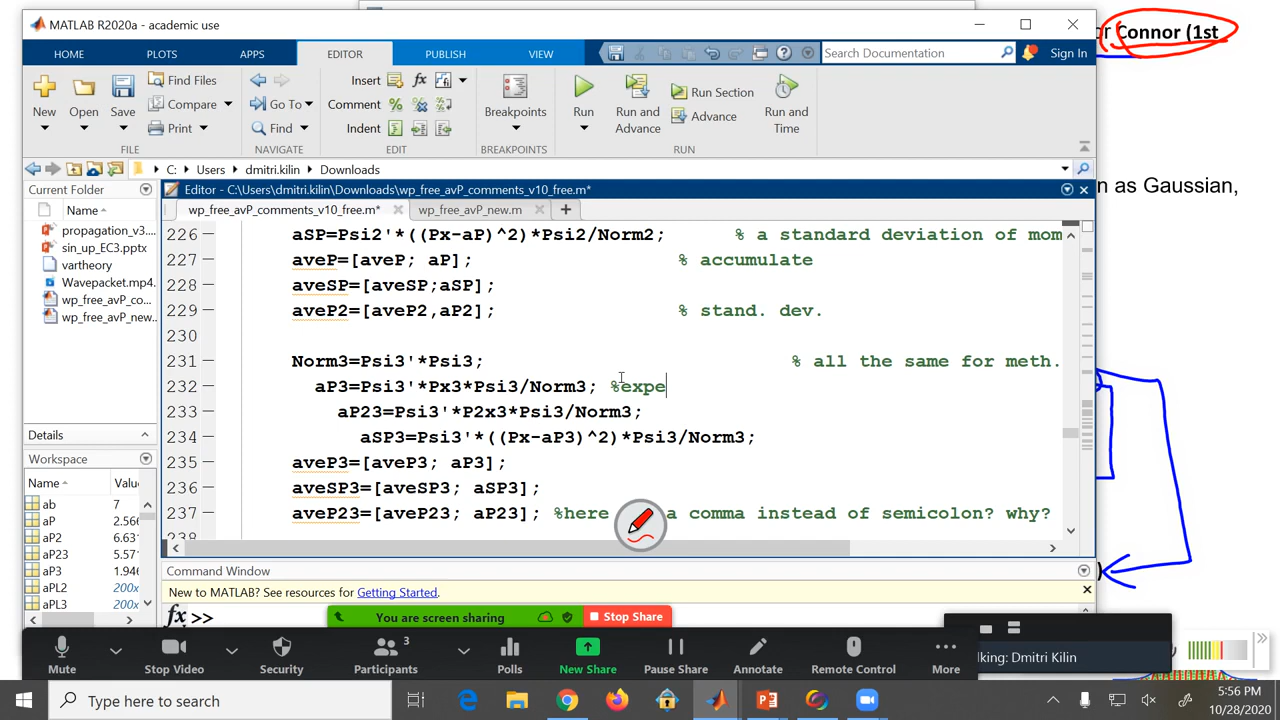 MATLAB R2020a - academic use
or Connor (1st
HOME PLOTS APPS EDITOR PUBLISH VIEW Search Documentation Sign In
New Open Save Find Files Compare Print
Insert fx Comment Indent
Go To Find
Breakpoints Run Run and Advance Run Section Advance Run and Time
FILE NAVIGATE EDIT BREAKPOINTS RUN
C: Users dmitri.kilin Downloads
Current Folder
Editor - C:\Users\dmitri.kilin\Downloads\wp_free_avP_comments_v10_free.m*
n as Gaussian,
wp_free_avP_comments_v10_free.m* wp_free_avP_new.m
Name
propagation_v3....
sin_up_EC3.pptx
vartheory
Wavepacket.mp4
wp_free_avP_co...
wp_free_avP_new...
226 aSP=Psi2'*((Px-aP)^2)*Psi2/Norm2; % a standard deviation of mom
227 aveP=[aveP; aP]; % accumulate
228 aveSP=[aveSP;aSP];
229 aveP2=[aveP2,aP2]; % stand. dev.
230
231 Norm3=Psi3'*Psi3; % all the same for meth.
232 aP3=Psi3'*Px3*Psi3/Norm3; %expe
233 aP23=Psi3'*P2x3*Psi3/Norm3;
234 aSP3=Psi3'*((Px-aP3)^2)*Psi3/Norm3;
235 aveP3=[aveP3; aP3];
236 aveSP3=[aveSP3; aSP3];
237 aveP23=[aveP23; aP23]; %here a comma instead of semicolon? why?
238
Details
Workspace
Name Valu
ab 7
aP 2.566
aP2 6.631
aP23 5.571
aP3 1.946
aPL2 200x
aPL3 200x
Command Window
New to MATLAB? See resources for Getting Started.
fx >>
You are screen sharing Stop Share
Mute Stop Video Security Participants 3 Polls New Share Pause Share Annotate Remote Control More
lking: Dmitri Kilin
Type here to search
5:56 PM
10/28/2020